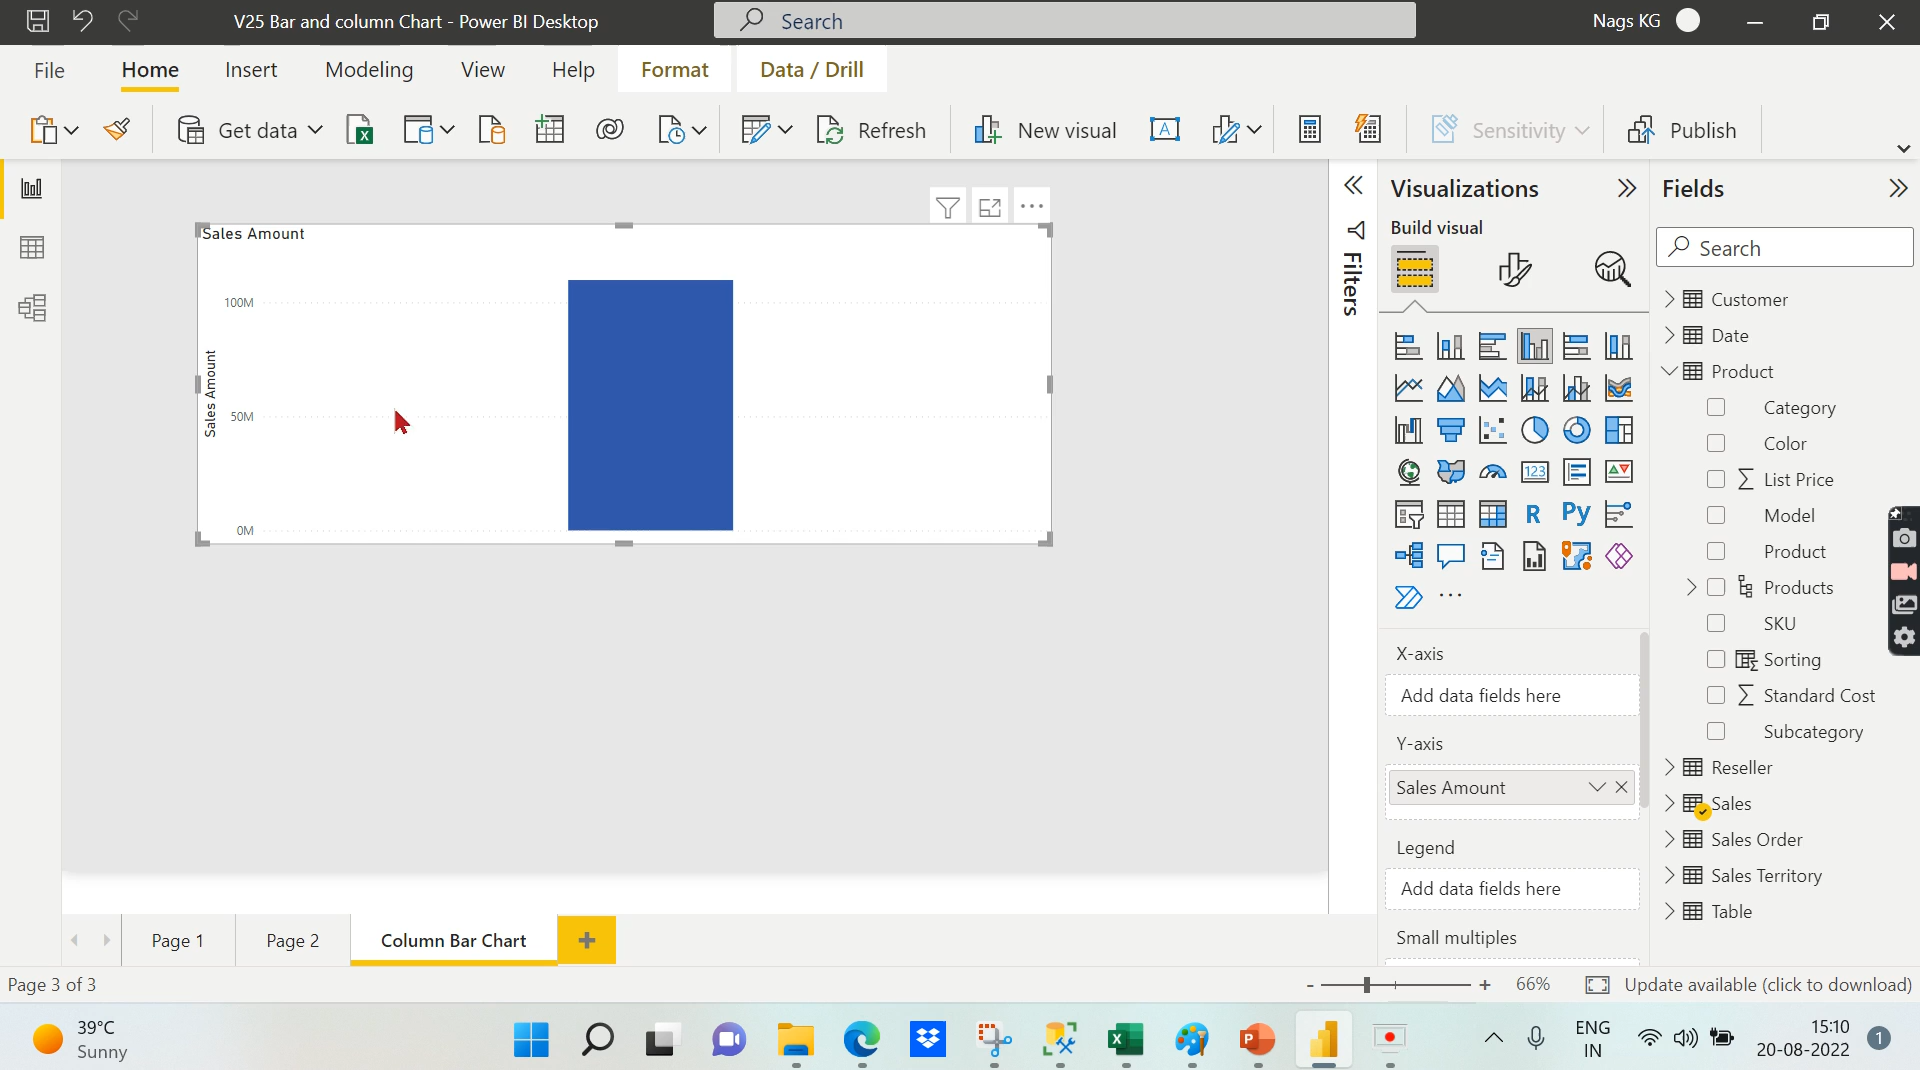 V25 Bar and column Chart - Power BI Desktop
Search
Nags KG
File
Home
Insert
Modeling
View
Help
Format
Data / Drill
Get data
Refresh
New visual
Sensitivity
Publish
Sales Amount
100M
50M
0M
Sales Amount
Filters
Visualizations
Build visual
123
R
Py
X-axis
Add data fields here
Y-axis
Sales Amount
Legend
Add data fields here
Small multiples
Fields
Search
Customer
Date
Product
Category
Color
List Price
Model
Product
Products
SKU
Sorting
Standard Cost
Subcategory
Reseller
Sales
Sales Order
Sales Territory
Table
Page 1
Page 2
Column Bar Chart
Page 3 of 3
- + 66%
Update available (click to download)
39°C
Sunny
ENG
IN
15:10
20-08-2022
1